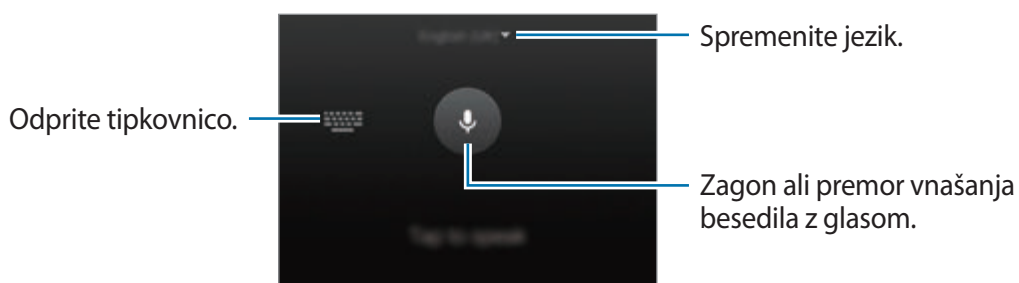 Spremenite jezik.
Odprite tipkovnico.
Zagon ali premor vnašanja
besedila z glasom.